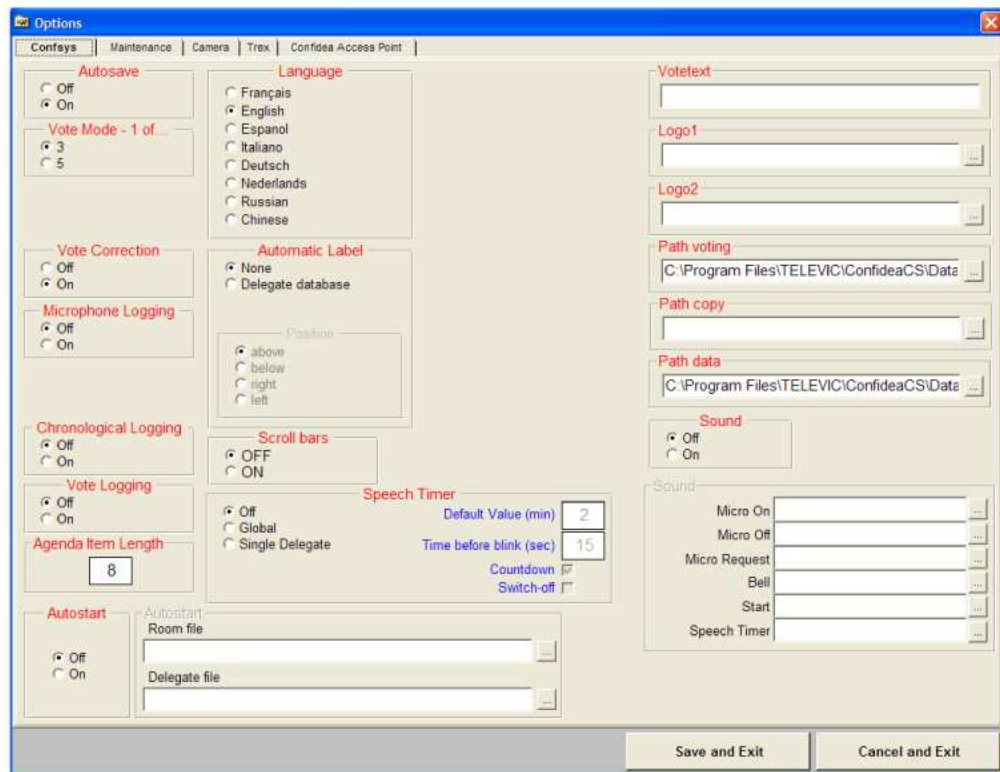 Options
Confsys
Maintenance
Camera
Trex
Confidea Access Point
Autosave
Off
On
Vote Mode - 1 of...
3
5
Vote Correction
Off
On
Microphone Logging
Off
On
Chronological Logging
Off
On
Vote Logging
Off
On
Agenda Item Length
8
Language
Français
English
Espanol
Italiano
Deutsch
Nederlands
Russian
Chinese
Automatic Label
None
Delegate database
Position
above
below
right
left
Scroll bars
OFF
ON
Speech Timer
Off
Global
Single Delegate
Default Value (min)
2
Time before blink (sec)
15
Countdown
Switch-off
Autostart
Off
On
Autostart
Room file
...
Delegate file
...
Votetext
Logo1
...
Logo2
...
Path voting
C:\Program Files\TELEVIC\ConfideaCS\Data
...
Path copy
...
Path data
C:\Program Files\TELEVIC\ConfideaCS\Data
...
Sound
Off
On
Sound
Micro On
...
Micro Off
...
Micro Request
...
Bell
...
Start
...
Speech Timer
...
Save and Exit
Cancel and Exit